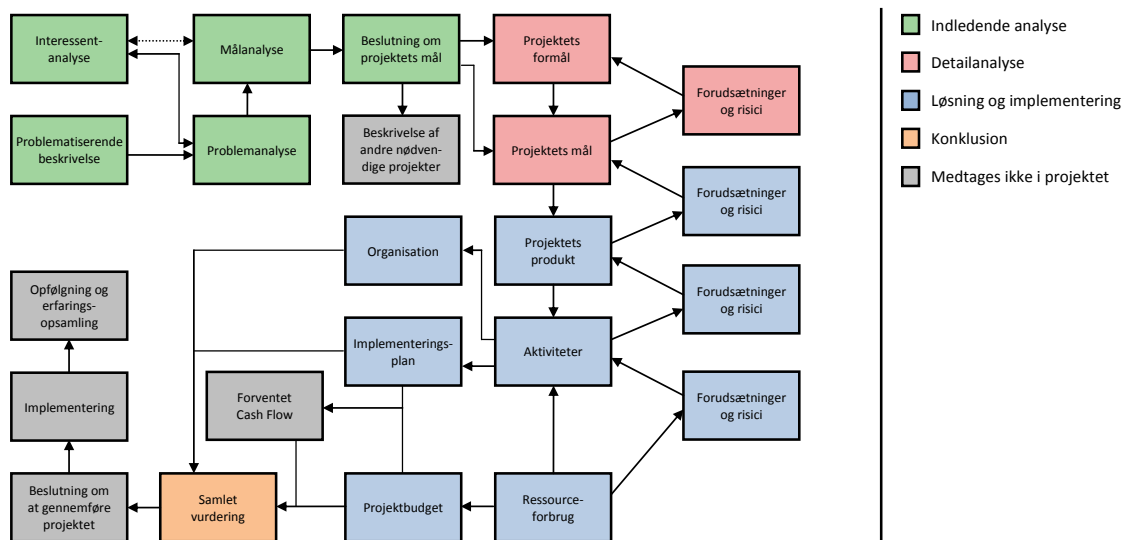 Interessent-
analyse
Målanalyse
Beslutning om
projektets mål
Projektets
formål
Forudsætninger
og risici
Problematiserende
beskrivelse
Problemanalyse
Beskrivelse af
andre nødven-
dige projekter
Projektets mål
Forudsætninger
og risici
Organisation
Projektets
produkt
Opfølgning og
erfarings-
opsamling
Forudsætninger
og risici
Implementerings-
plan
Aktiviteter
Implementering
Forventet
Cash Flow
Forudsætninger
og risici
Beslutning om
at gennemføre
projektet
Samlet
vurdering
Projektbudget
Ressource-
forbrug
Indledende analyse
Detailanalyse
Løsning og implementering
Konklusion
Medtages ikke i projektet